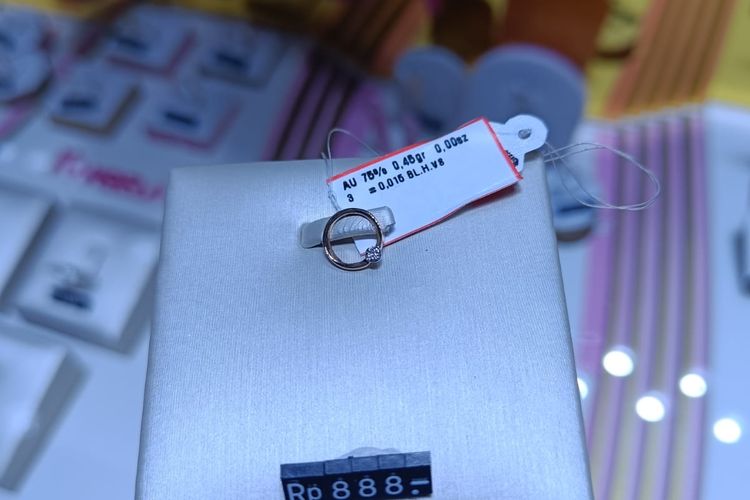 AU 75% 0,45gr 0,00sz
3 = 0,015 BL.H.VS
Rp 888.-